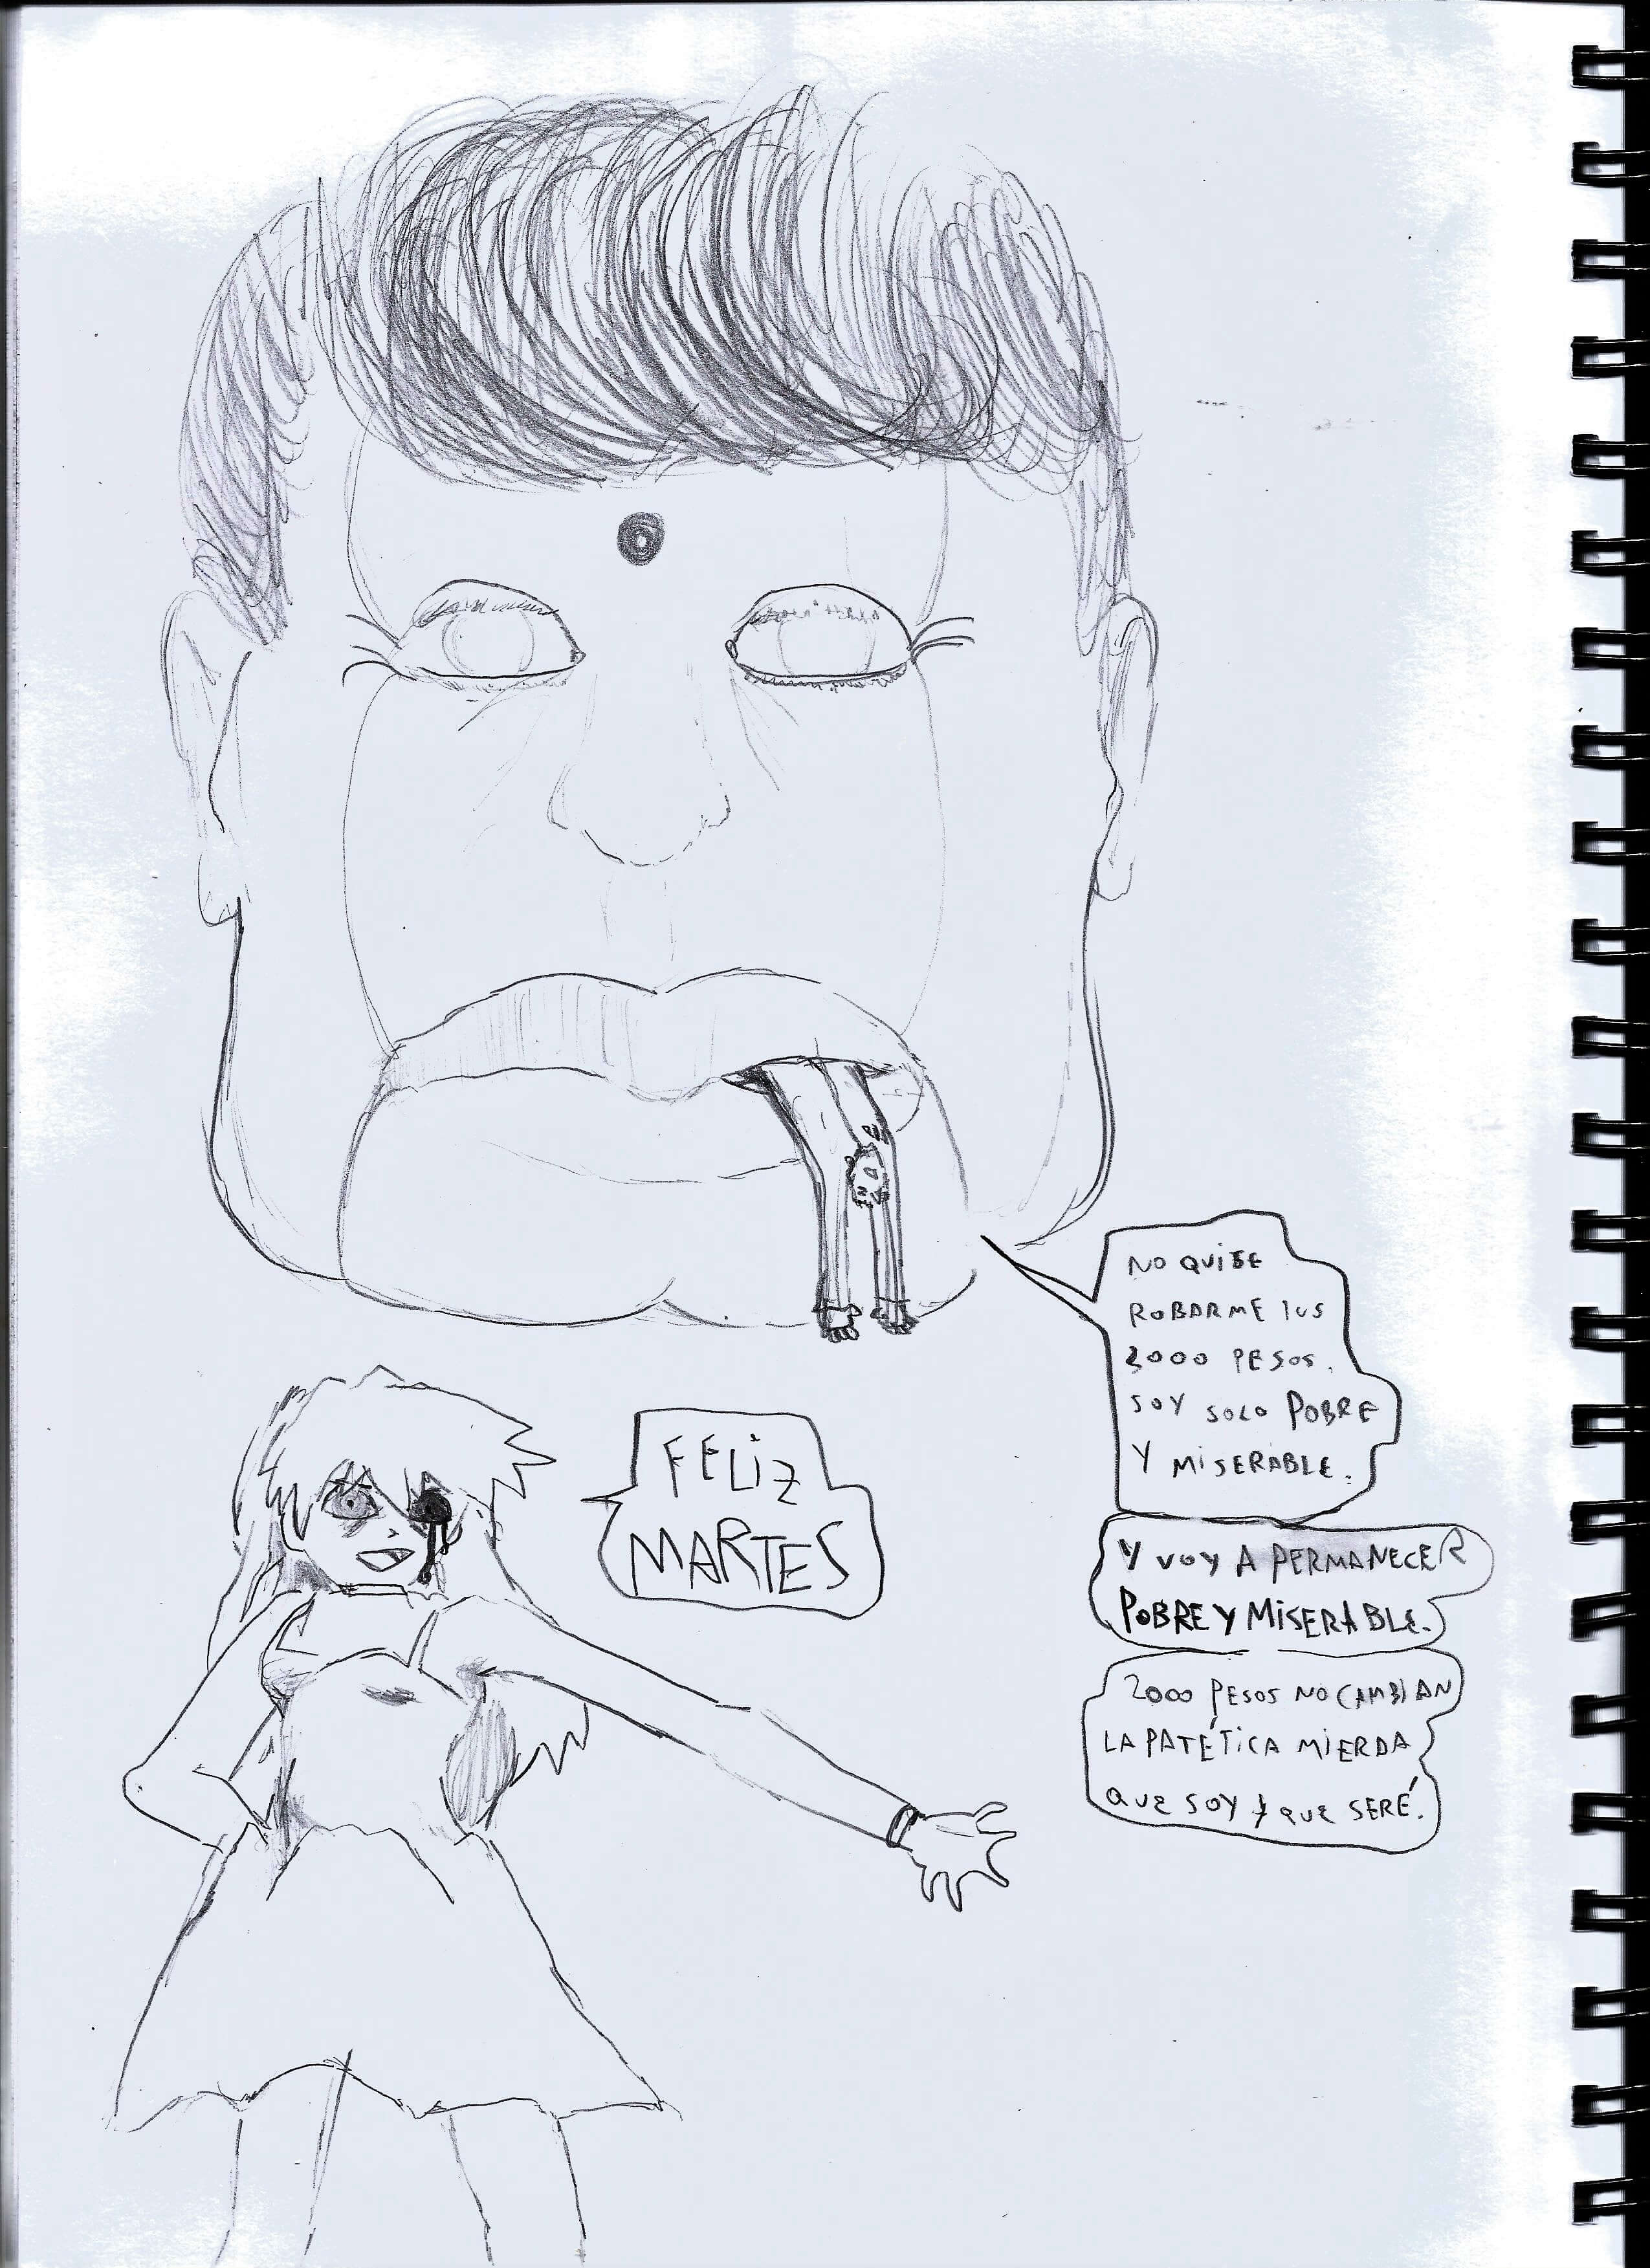 NO QUISE
ROBARME LOS
2000 PESOS.
SOY SOLO POBRE
Y MISERABLE.
FELIZ
MARTES
Y VOY A PERMANECER
POBRE Y MISERABLE.
2000 PESOS NO CAMBIAN
LA PATÉTICA MIERDA
QUE SOY Y QUE SERÉ.